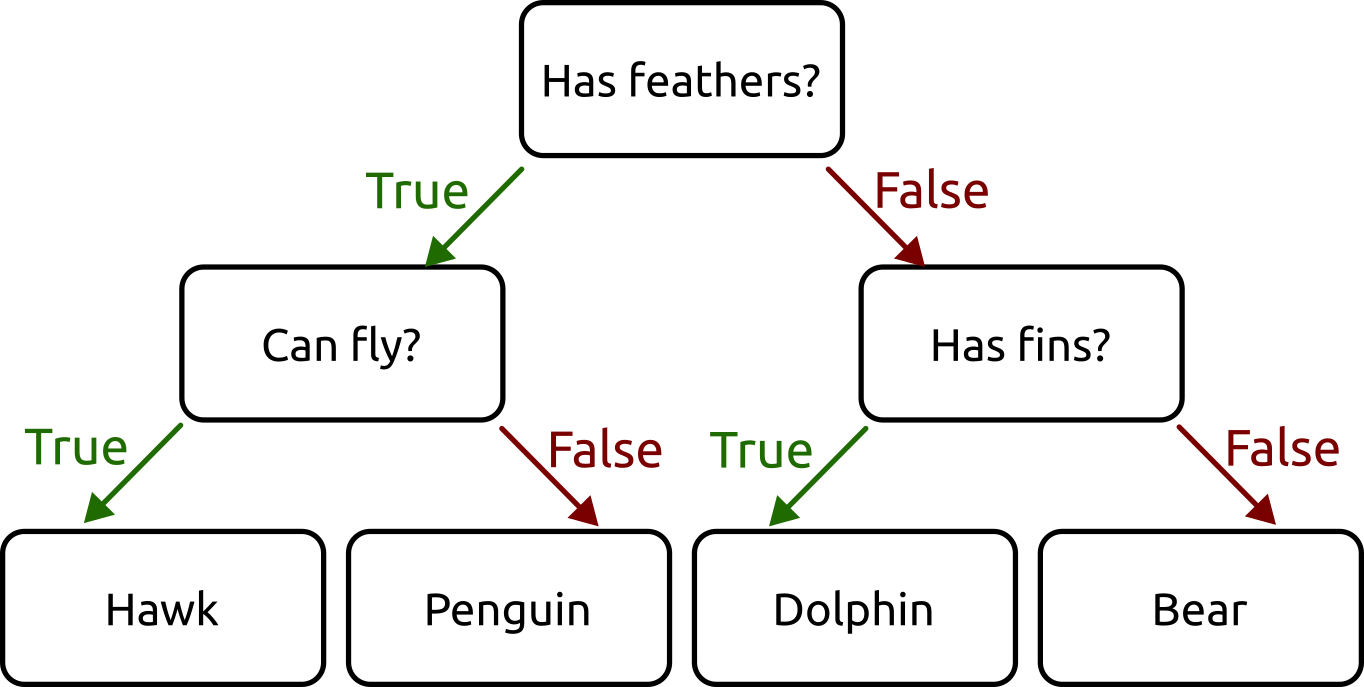 Has feathers?
True
False
Can fly?
Has fins?
True
False
True
False
Hawk
Penguin
Dolphin
Bear